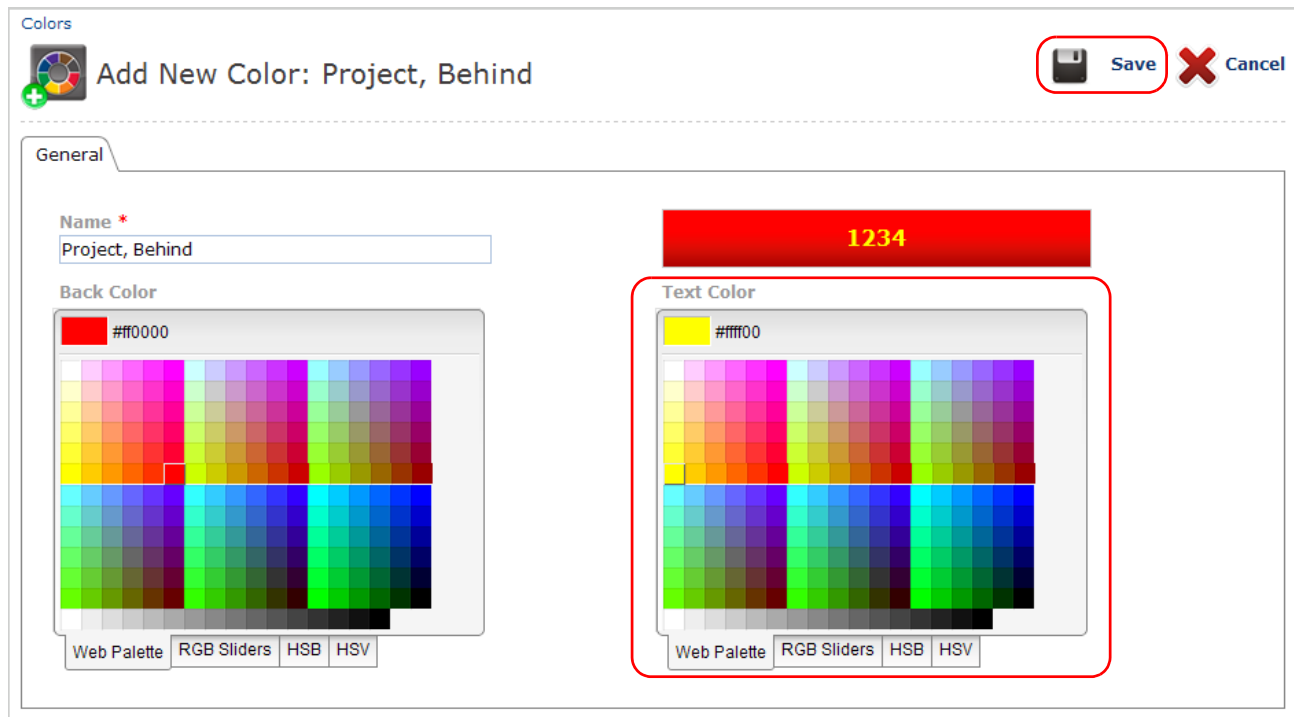 Colors
Add New Color: Project, Behind
Save
Cancel
General
Name *
Project, Behind
1234
Back Color
Text Color
#ff0000
#ffff00
Web Palette RGB Sliders HSB HSV
Web Palette RGB Sliders HSB HSV